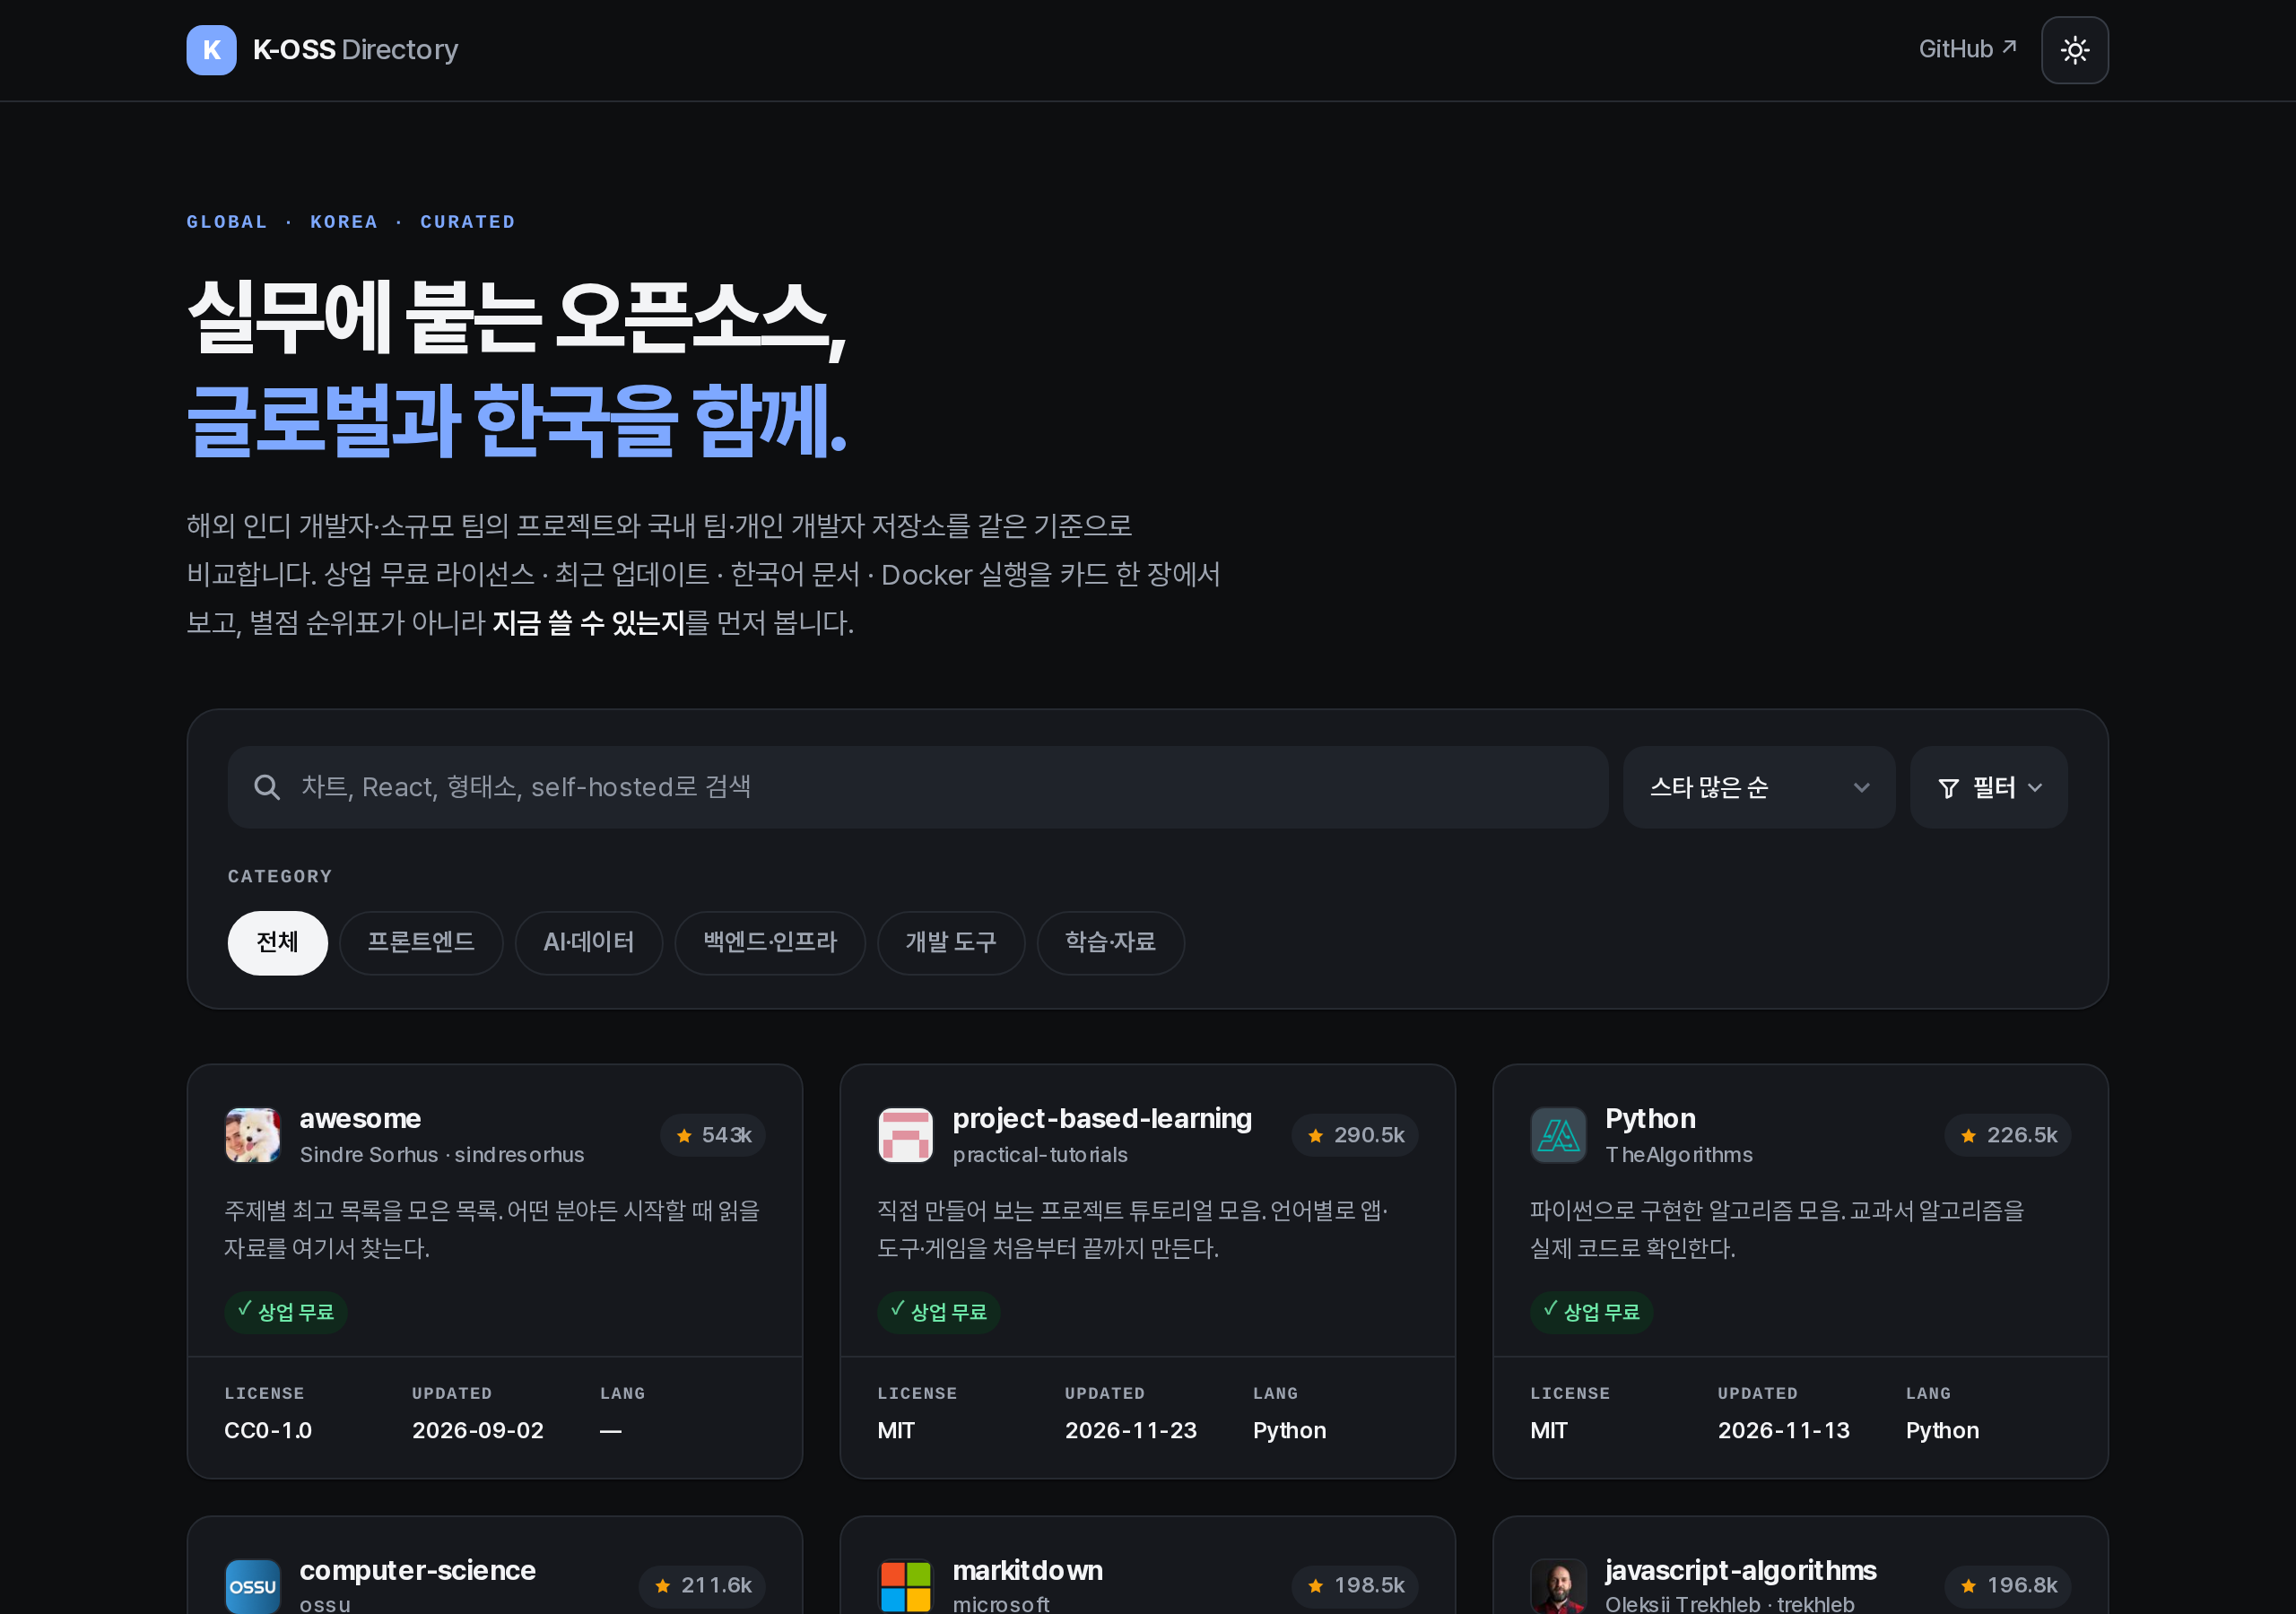 K K-OSS Directory
GitHub ↗
GLOBAL · KOREA · CURATED
실무에 붙는 오픈소스,
글로벌과 한국을 함께.
해외 인디 개발자·소규모 팀의 프로젝트와 국내 팀·개인 개발자 저장소를 같은 기준으로
비교합니다. 상업 무료 라이선스 · 최근 업데이트 · 한국어 문서 · Docker 실행을 카드 한 장에서
보고, 별점 순위표가 아니라 지금 쓸 수 있는지를 먼저 봅니다.
차트, React, 형태소, self-hosted로 검색
스타 많은 순
필터
CATEGORY
전체 프론트엔드 AI·데이터 백엔드·인프라 개발 도구 학습·자료
awesome
Sindre Sorhus · sindresorhus
★ 543k
주제별 최고 목록을 모은 목록. 어떤 분야든 시작할 때 읽을
자료를 여기서 찾는다.
✓ 상업 무료
LICENSE UPDATED LANG
CC0-1.0 2026-09-02 —
project-based-learning
practical-tutorials
★ 290.5k
직접 만들어 보는 프로젝트 튜토리얼 모음. 언어별로 앱·
도구·게임을 처음부터 끝까지 만든다.
✓ 상업 무료
LICENSE UPDATED LANG
MIT 2026-11-23 Python
Python
TheAlgorithms
★ 226.5k
파이썬으로 구현한 알고리즘 모음. 교과서 알고리즘을
실제 코드로 확인한다.
✓ 상업 무료
LICENSE UPDATED LANG
MIT 2026-11-13 Python
OSSU
computer-science
ossu
★ 211.6k
markitdown
microsoft
★ 198.5k
javascript-algorithms
Oleksii Trekhleb · trekhleb
★ 196.8k